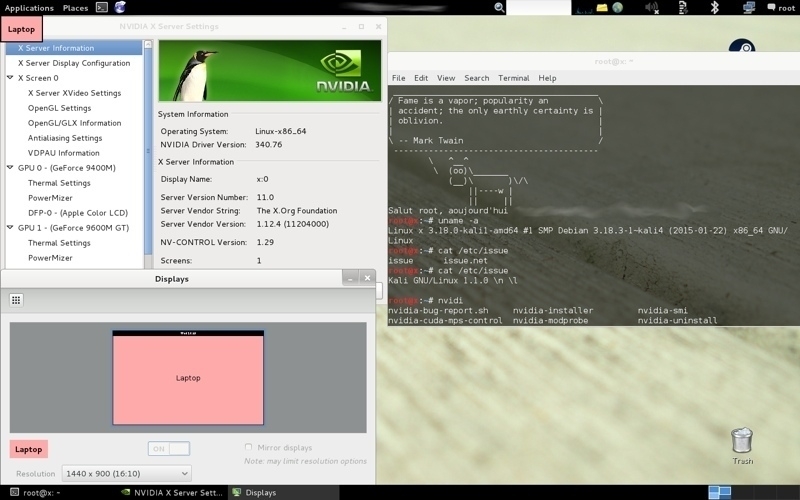 Applications Places root
Laptop
NVIDIA X Server Settings
X Server Information
X Server Display Configuration
X Screen 0
X Server XVideo Settings
OpenGL Settings
OpenGL/GLX Information
Antialiasing Settings
VDPAU Information
GPU 0 - (GeForce 9400M)
Thermal Settings
PowerMizer
DFP-0 - (Apple Color LCD)
GPU 1 - (GeForce 9600M GT)
Thermal Settings
PowerMizer
NVIDIA
System Information
Operating System: Linux-x86_64
NVIDIA Driver Version: 340.76
X Server Information
Display Name: x:0
Server Version Number: 11.0
Server Vendor String: The X.Org Foundation
Server Vendor Version: 1.12.4 (11204000)
NV-CONTROL Version: 1.29
Screens: 1
root@x: ~
File Edit View Search Terminal Help
/ Fame is a vapor; popularity an \
| accident; the only earthly certainty is |
| oblivion. |
| |
\ -- Mark Twain /
-----------------------------------------
\ ^__^
\ (oo)\_______
(__)\ )\/\
||----w |
|| ||
Salut root, aoujourd'hui
root@x:~# uname -a
Linux x 3.18.0-kali1-amd64 #1 SMP Debian 3.18.3-1~kali4 (2015-01-22) x86_64 GNU/
Linux
root@x:~# cat /etc/issue
issue issue.net
root@x:~# cat /etc/issue
Kali GNU/Linux 1.1.0 \n \l
root@x:~# nvidi
nvidia-bug-report.sh nvidia-installer nvidia-smi
nvidia-cuda-mps-control nvidia-modprobe nvidia-uninstall
Displays
Laptop
Laptop
ON
Mirror displays
Note: may limit resolution options
Resolution 1440 x 900 (16:10)
Trash
root@x: ~
NVIDIA X Server Sett...
Displays